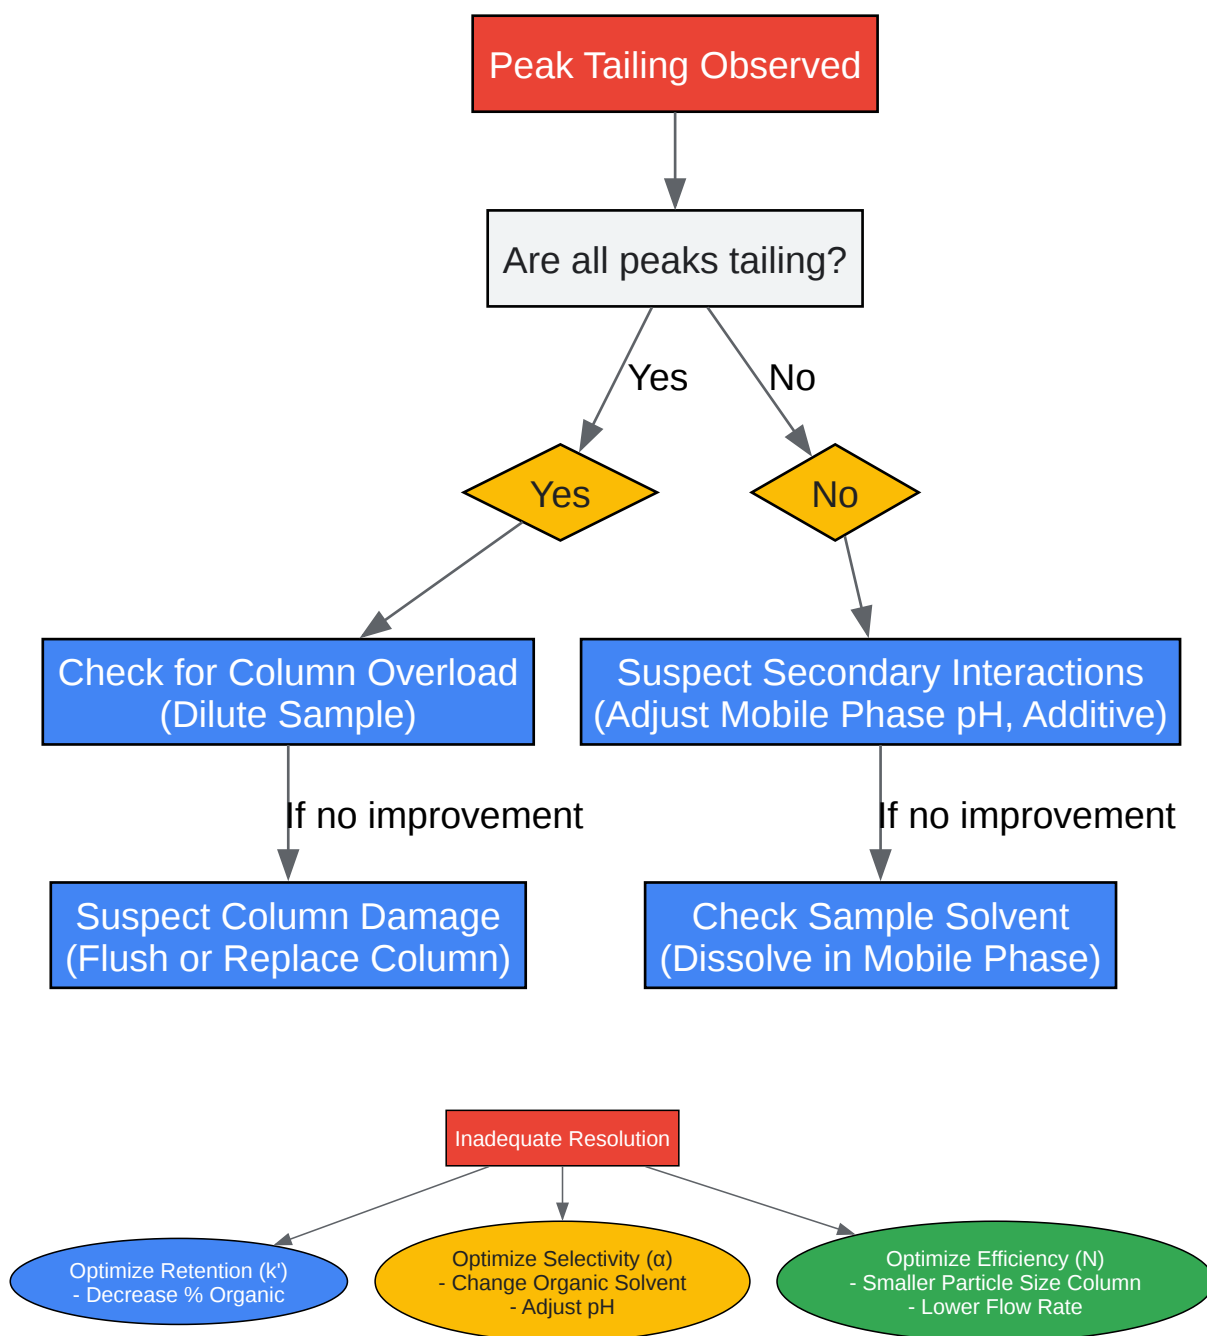 Peak Tailing Observed
Are all peaks tailing?
Yes
No
Yes
No
Check for Column Overload
(Dilute Sample)
Suspect Secondary Interactions
(Adjust Mobile Phase pH, Additive)
If no improvement
If no improvement
Suspect Column Damage
(Flush or Replace Column)
Check Sample Solvent
(Dissolve in Mobile Phase)
Inadequate Resolution
Optimize Retention (k')
- Decrease % Organic
Optimize Selectivity (α)
- Change Organic Solvent
- Adjust pH
Optimize Efficiency (N)
- Smaller Particle Size Column
- Lower Flow Rate